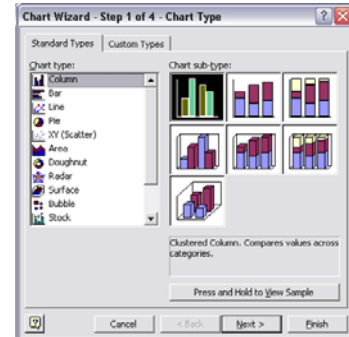 Chart Wizard - Step 1 of 4 - Chart Type
Standard Types
Custom Types
Chart type:
Chart sub-type:
Column
Bar
Line
Pie
XY (Scatter)
Area
Doughnut
Radar
Surface
Bubble
Stock
Clustered Column. Compares values across
categories.
Press and Hold to View Sample
Cancel
< Back
Next >
Finish